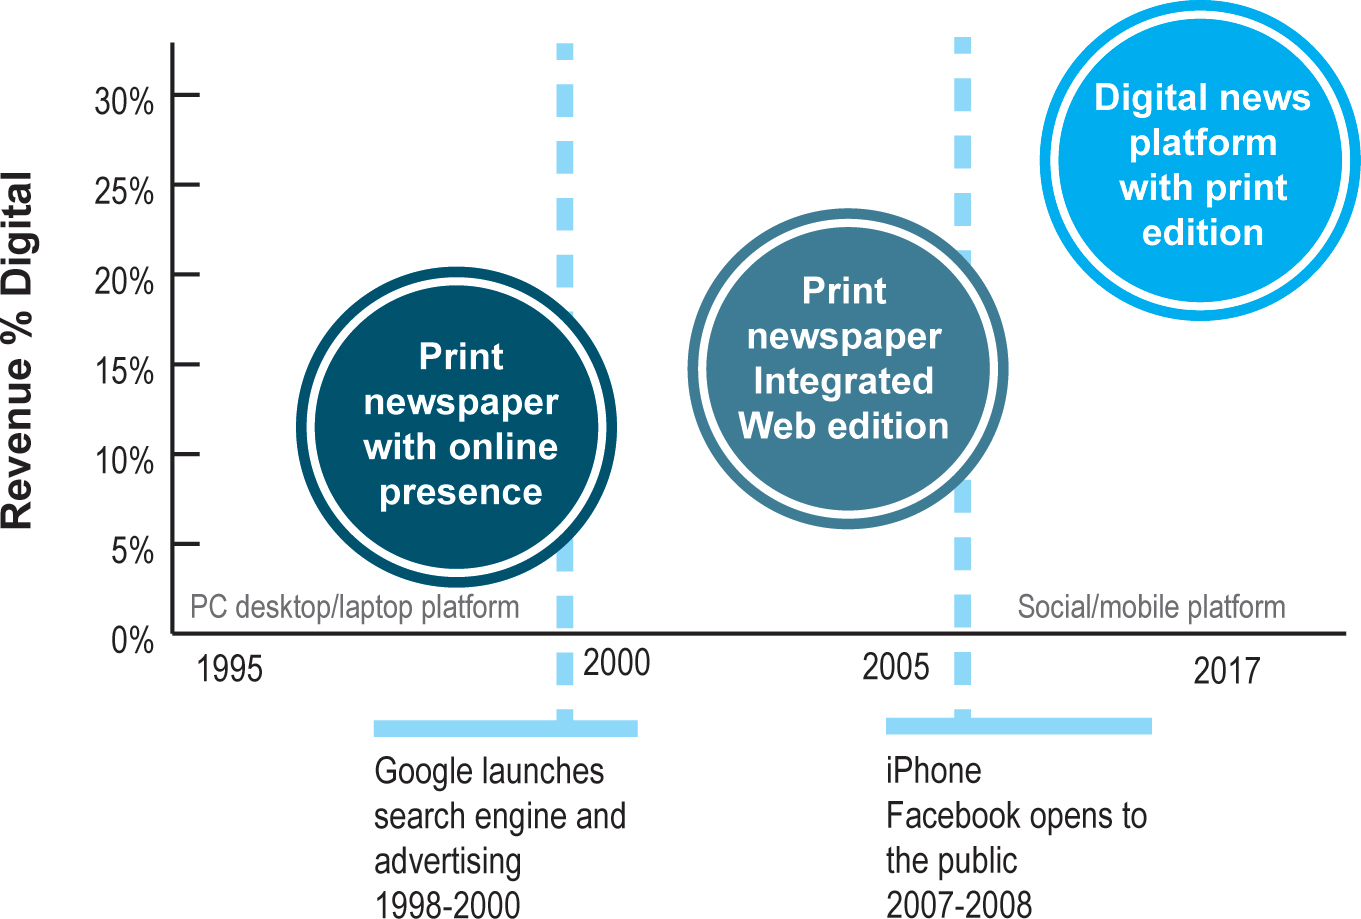 Revenue % Digital
30%
25%
20%
15%
10%
5%
0%
Print
newspaper
with online
presence
Print
newspaper
Integrated
Web edition
Digital news
platform
with print
edition
PC desktop/laptop platform
Social/mobile platform
1995
2000
2005
2017
Google launches
search engine and
advertising
1998-2000
iPhone
Facebook opens to
the public
2007-2008